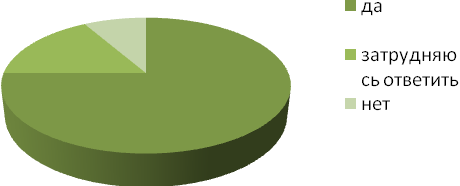 да
затрудняю
сь ответить
нет